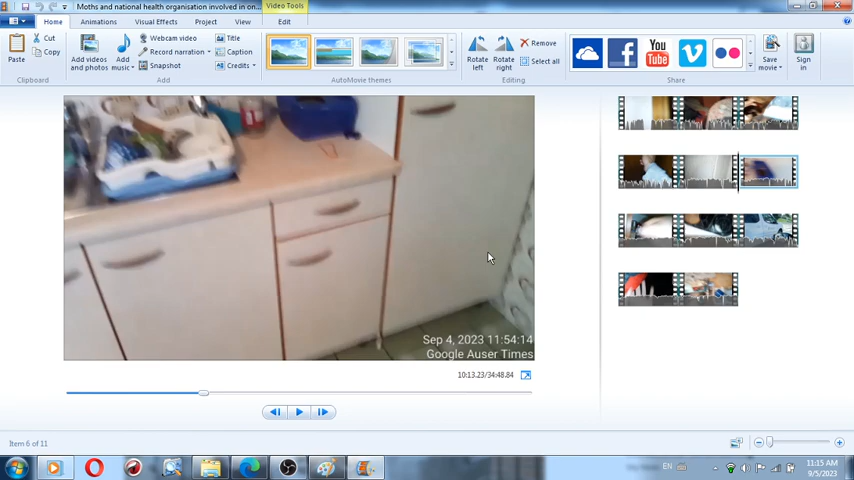 Moths and national health organisation involved in on...
Video Tools
Home
Animations
Visual Effects
Project
View
Edit
Paste
Cut
Copy
Clipboard
Add videos
and photos
Add
music
Webcam video
Record narration
Snapshot
Title
Caption
Credits
Add
AutoMovie themes
Rotate
left
Rotate
right
Remove
Select all
Editing
f
You
Tube
v
Share
Save
movie
Sign
in
Sep 4, 2023 11:54:14
Google Auser Times
10:13.23/34:48.84
Item 6 of 11
EN
11:15 AM
9/5/2023